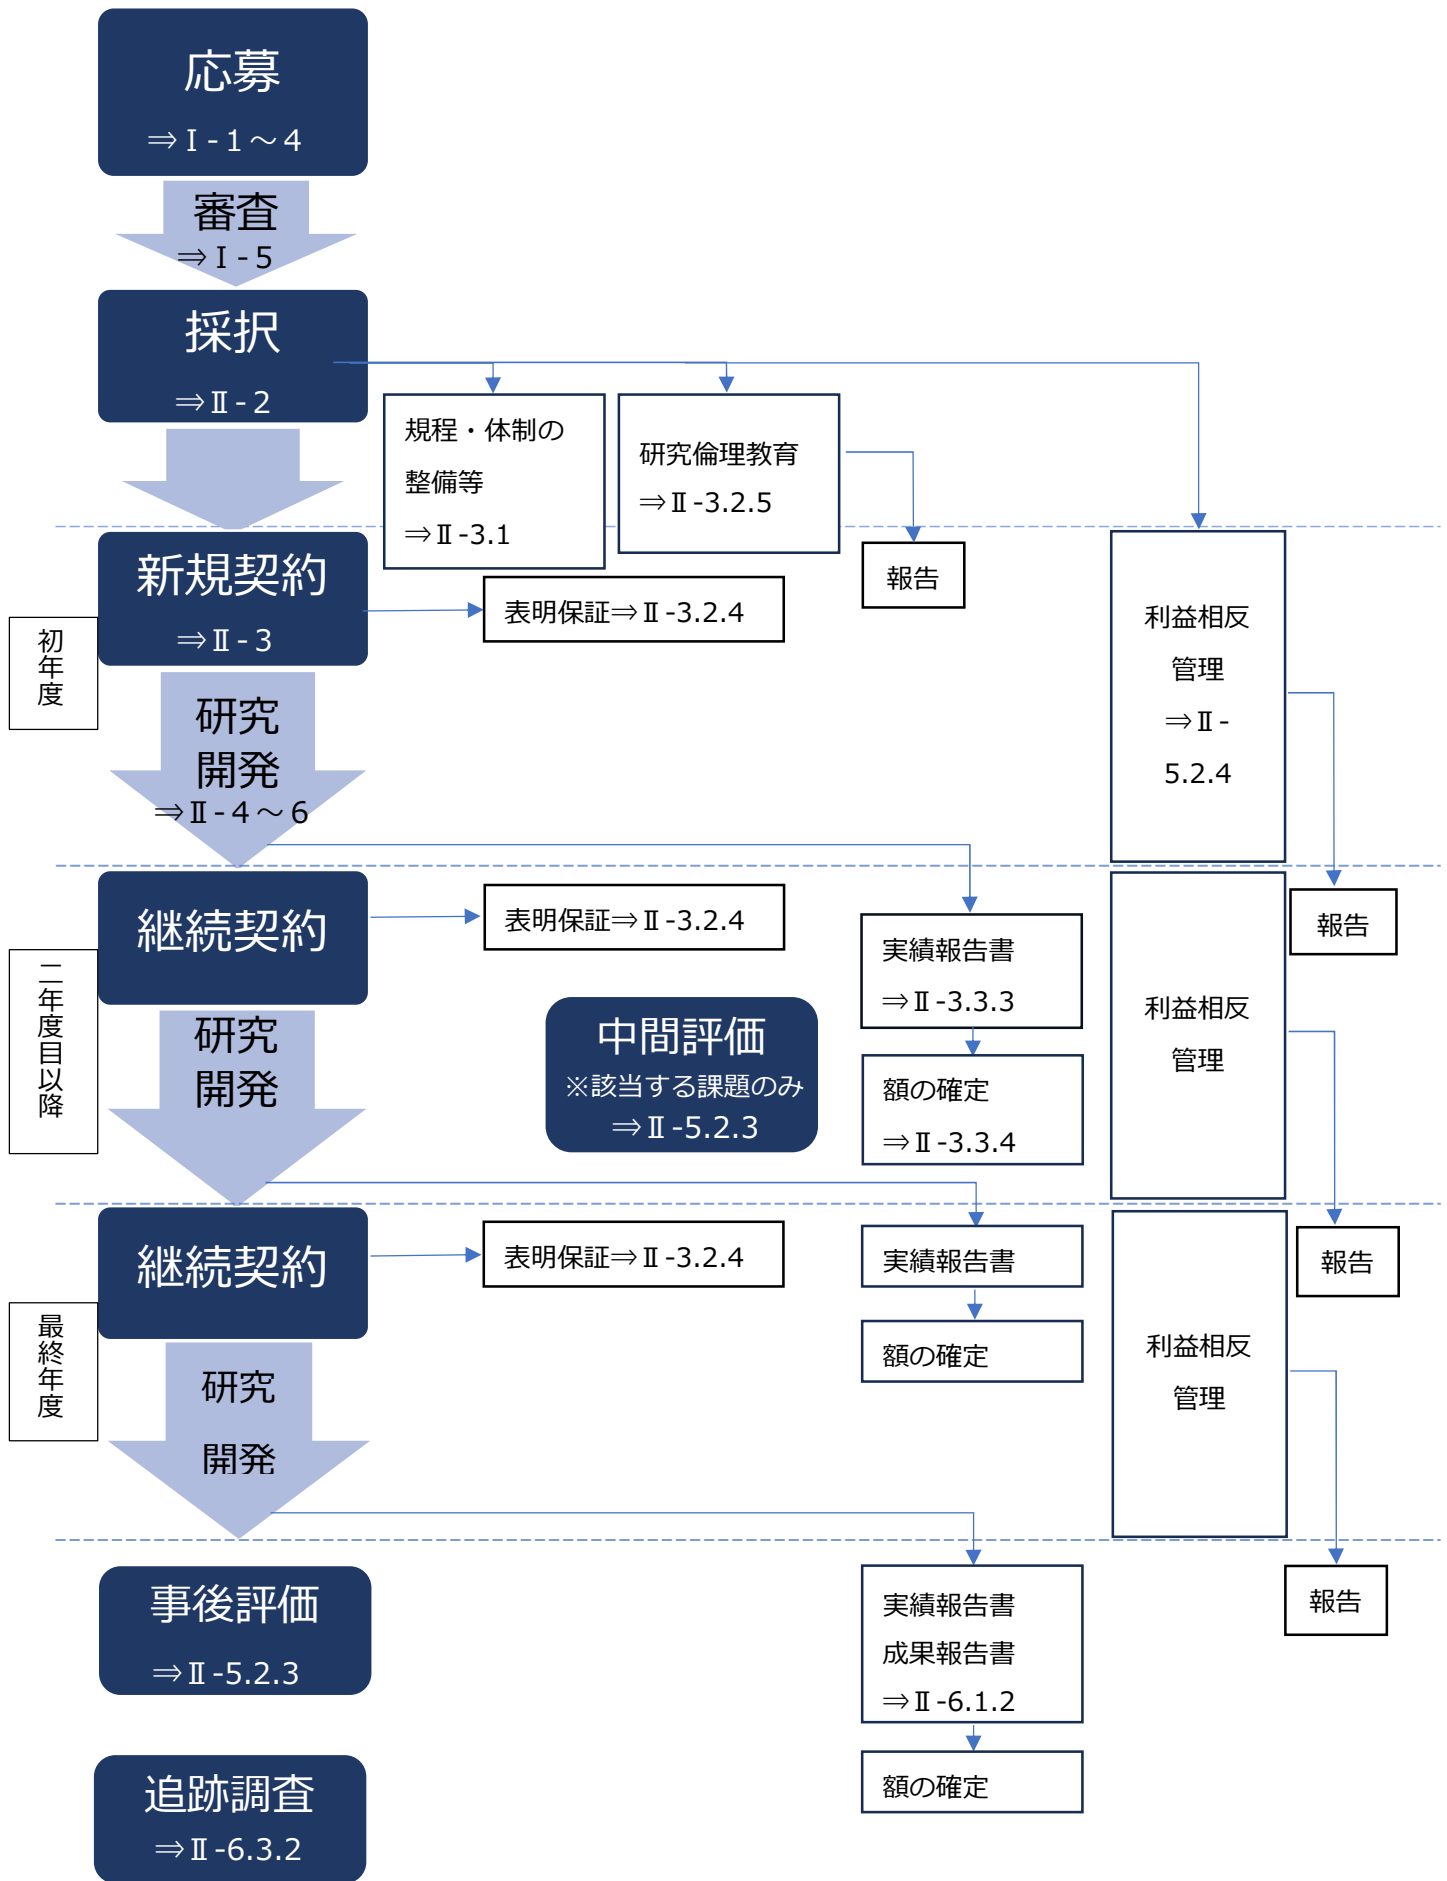 応募
⇒Ⅰ-1～4
審査
⇒Ⅰ-5
採択
⇒Ⅱ-2
規程・体制の
整備等
⇒Ⅱ-3.1
研究倫理教育
⇒Ⅱ-3.2.5
報告
新規契約
⇒Ⅱ-3
初年度
表明保証⇒Ⅱ-3.2.4
利益相反
管理
⇒Ⅱ-
5.2.4
研究
開発
⇒Ⅱ-4～6
継続契約
表明保証⇒Ⅱ-3.2.4
実績報告書
⇒Ⅱ-3.3.3
報告
二年度目以降
研究
開発
中間評価
※該当する課題のみ
⇒Ⅱ-5.2.3
額の確定
⇒Ⅱ-3.3.4
利益相反
管理
継続契約
表明保証⇒Ⅱ-3.2.4
実績報告書
報告
額の確定
最終年度
研究
開発
利益相反
管理
事後評価
⇒Ⅱ-5.2.3
実績報告書
成果報告書
⇒Ⅱ-6.1.2
報告
額の確定
追跡調査
⇒Ⅱ-6.3.2